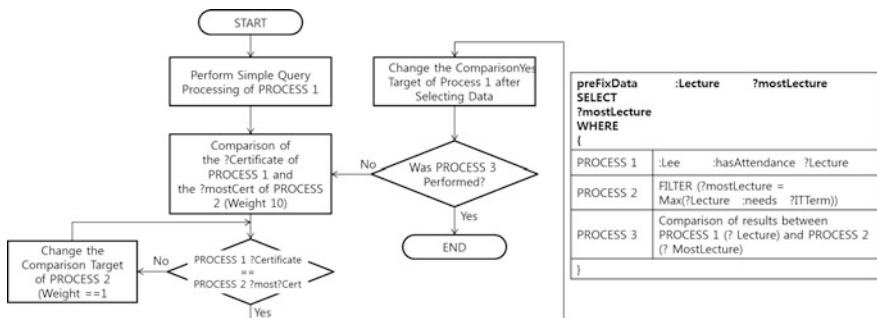 START
Perform Simple Query
Processing of PROCESS 1
Comparison of
the ?Certificate of
PROCESS 1 and
the ?mostCert of PROCESS
2 (Weight 10)
Change the
Comparison Target
of PROCESS 2
(Weight ==1
No
PROCESS 1 ?Certificate
==
PROCESS 2 ?most?Cert
Yes
Change the ComparisonYes
Target of Process 1 after
Selecting Data
No
Was PROCESS 3
Performed?
Yes
END
preFixData :Lecture ?mostLecture
SELECT
?mostLecture
WHERE
{
PROCESS 1 :Lee :hasAttendance ?Lecture
PROCESS 2 FILTER (?mostLecture =
Max(?Lecture :needs ?ITTerm))
PROCESS 3 Comparison of results between
PROCESS 1 (? Lecture) and PROCESS 2
(? MostLecture)
}